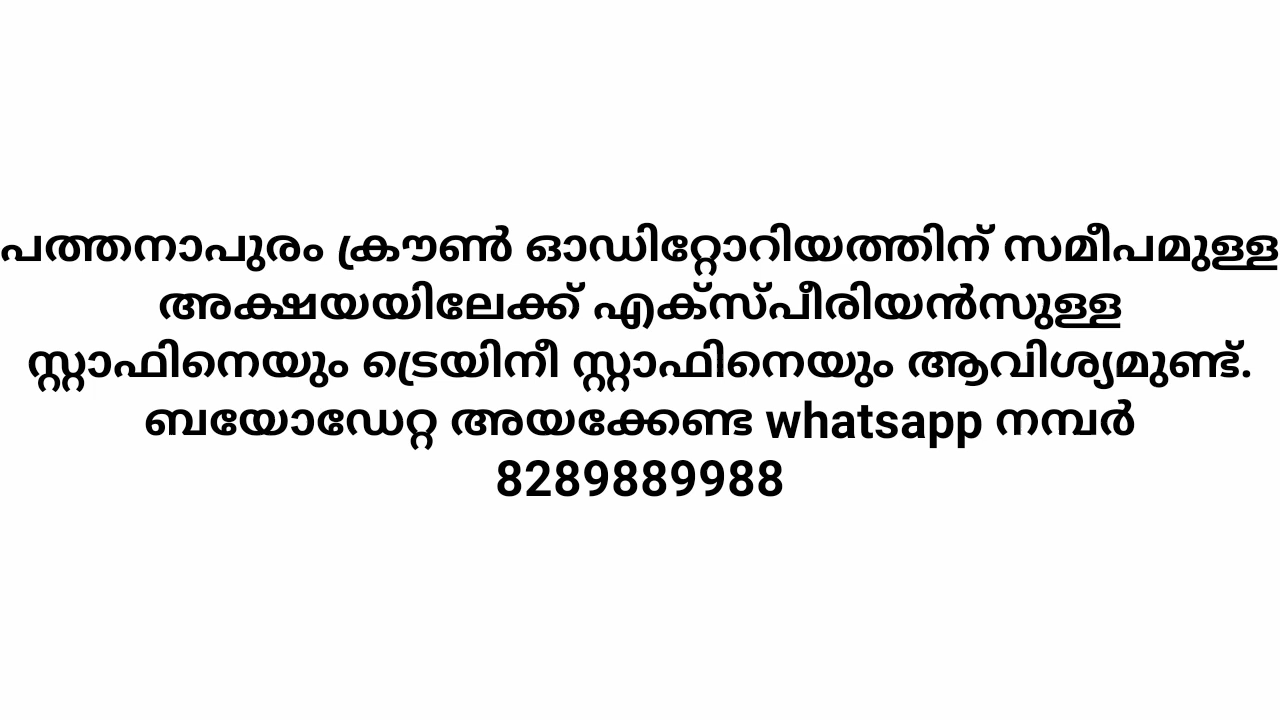 പത്തനാപുരം ക്രൗൺ ഓഡിറ്റോറിയത്തിന് സമീപമുള്ള
അക്ഷയയിലേക്ക് എക്സ്പീരിയൻസുള്ള
സ്റ്റാഫിനെയും ട്രെയിനീ സ്റ്റാഫിനെയും ആവിശ്യമുണ്ട്.
ബയോഡേറ്റ അയക്കേണ്ട whatsapp നമ്പർ
8289889988